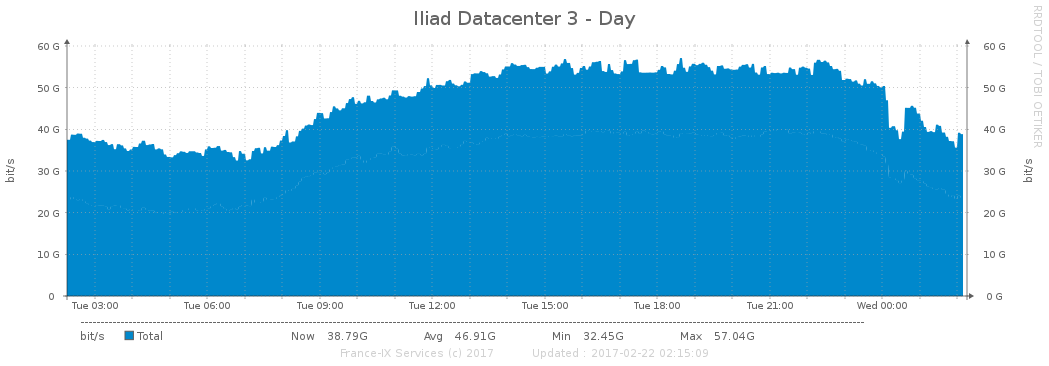 Iliad Datacenter 3 - Day
RRDTOOL / TOBI OETIKER
60 G 60 G
50 G 50 G
40 G 40 G
30 G 30 G
20 G 20 G
10 G 10 G
0 0 G
bit/s bit/s
Tue 03:00 Tue 06:00 Tue 09:00 Tue 12:00 Tue 15:00 Tue 18:00 Tue 21:00 Wed 00:00
bit/s Total Now 38.79G Avg 46.91G Min 32.45G Max 57.04G
France-IX Services (c) 2017 Updated : 2017-02-22 02:15:09